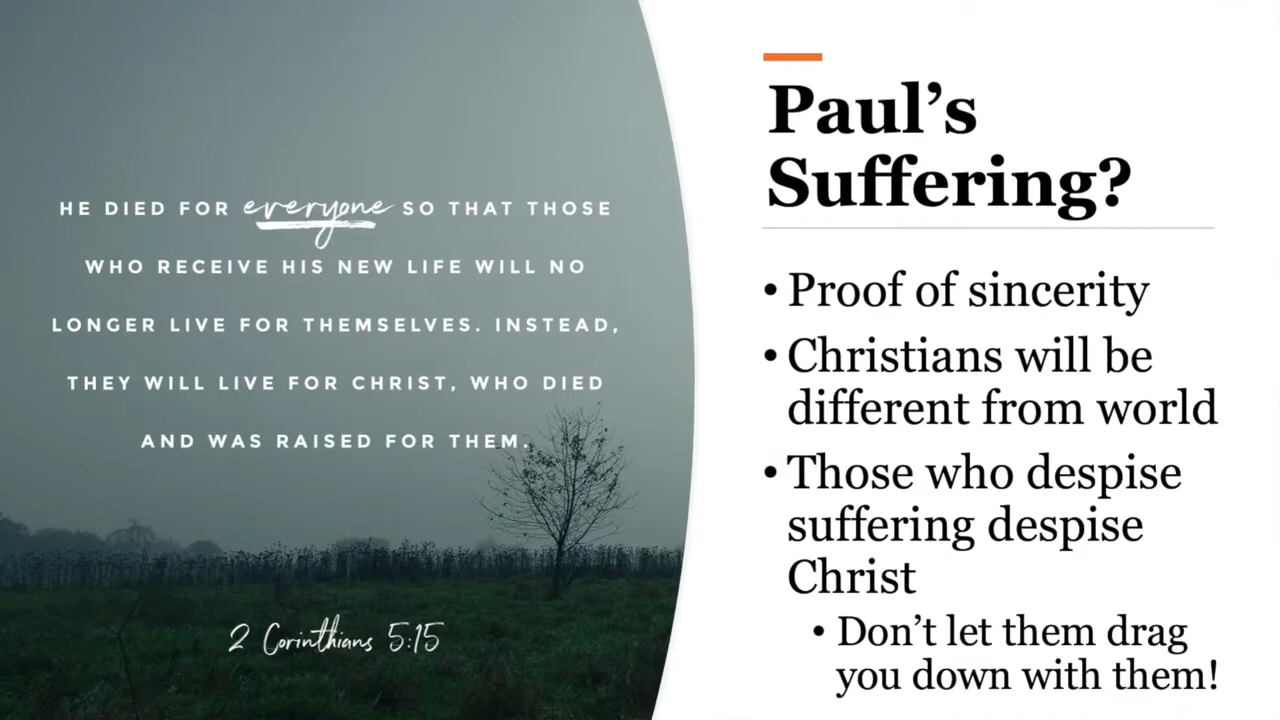 HE DIED FOR everyone SO THAT THOSE
WHO RECEIVE HIS NEW LIFE WILL NO
LONGER LIVE FOR THEMSELVES. INSTEAD,
THEY WILL LIVE FOR CHRIST, WHO DIED
AND WAS RAISED FOR THEM.
2 Corinthians 5:15
Paul’s
Suffering?
• Proof of sincerity
• Christians will be
different from world
• Those who despise
suffering despise
Christ
• Don’t let them drag
you down with them!